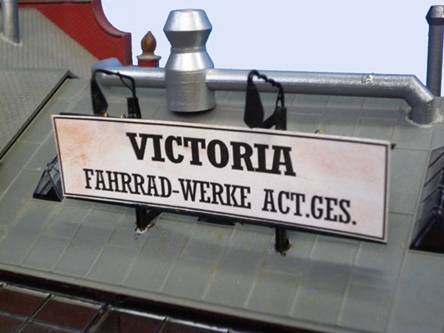 VICTORIA
FAHRRAD-WERKE ACT.GES.